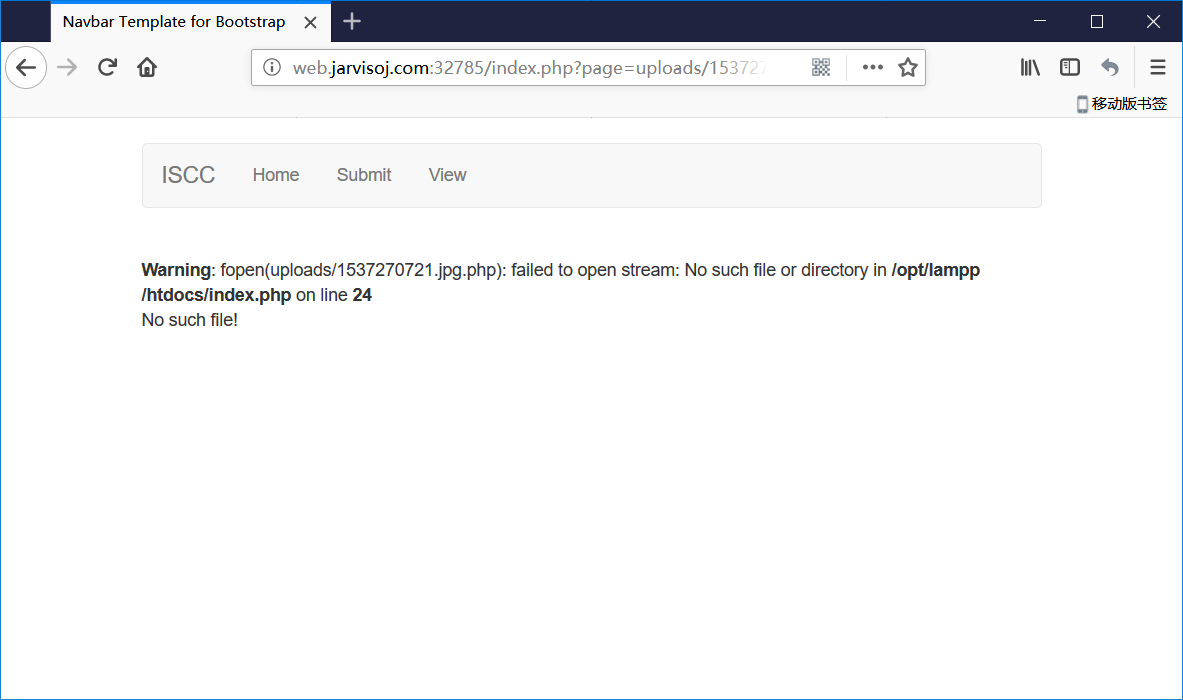 Navbar Template for Bootstrap
web.jarvisoj.com:32785/index.php?page=uploads/153727
移动版书签
ISCC Home Submit View
Warning: fopen(uploads/1537270721.jpg.php): failed to open stream: No such file or directory in /opt/lampp
/htdocs/index.php on line 24
No such file!